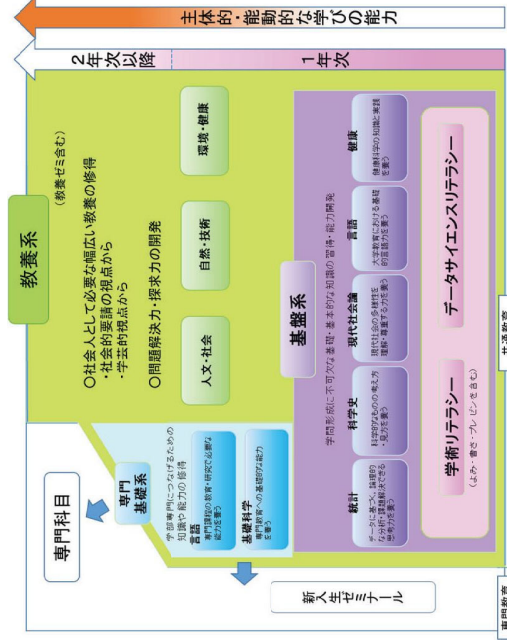 主体的・能動的な学びの能力
2年次以降
1年次
教養系
(教養ゼミ含む)
〇社会人として必要な幅広い教養の修得
・社会的要請の視点から
・学芸的視点から
〇問題解決力・探求力の開発
人文・社会
自然・技術
環境・健康
専門科目
専門
基礎系
学部専門につなげるための
知識や能力の修得
言語
専門課程の教育・研究で必要な
能力を養う
基礎科学
専門教育への基礎的な能力
を養う
新入生ゼミナール
基盤系
学問形成に不可欠な基礎・基本的な知識の習得・能力開発
統計
データに基づく、論理的
な分析・課題解決できる
思考力を養う
科学史
科学的なものの考え方
・見方を養う
現代社会論
現代社会の多様性を
理解・尊重する力を養う
言語
大学教育における基礎
的言語力を養う
健康
健康科学の知識と実践
を養う
学術リテラシー
(よみ・書き・プレゼンを含む)
データサイエンスリテラシー
専門教育
共通教育